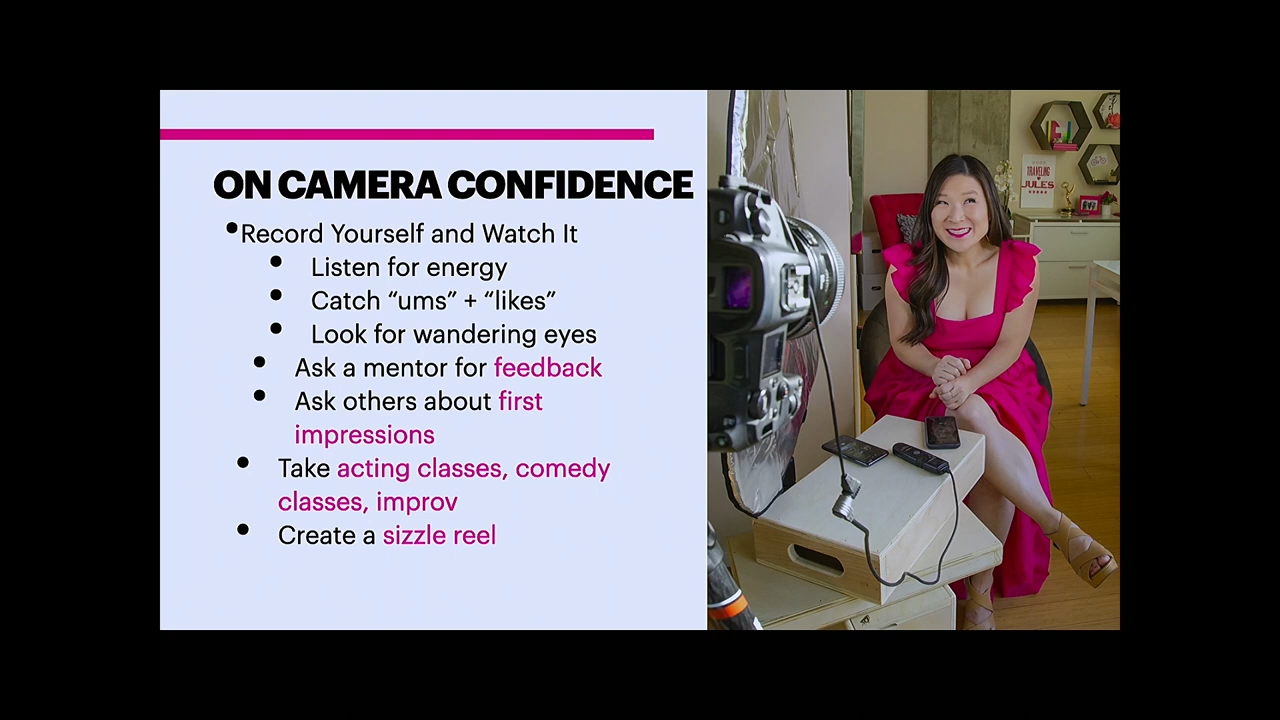 ON CAMERA CONFIDENCE
•Record Yourself and Watch It
• Listen for energy
• Catch “ums” + “likes”
• Look for wandering eyes
• Ask a mentor for feedback
• Ask others about first
impressions
• Take acting classes, comedy
classes, improv
• Create a sizzle reel
TRAVELING
JULES